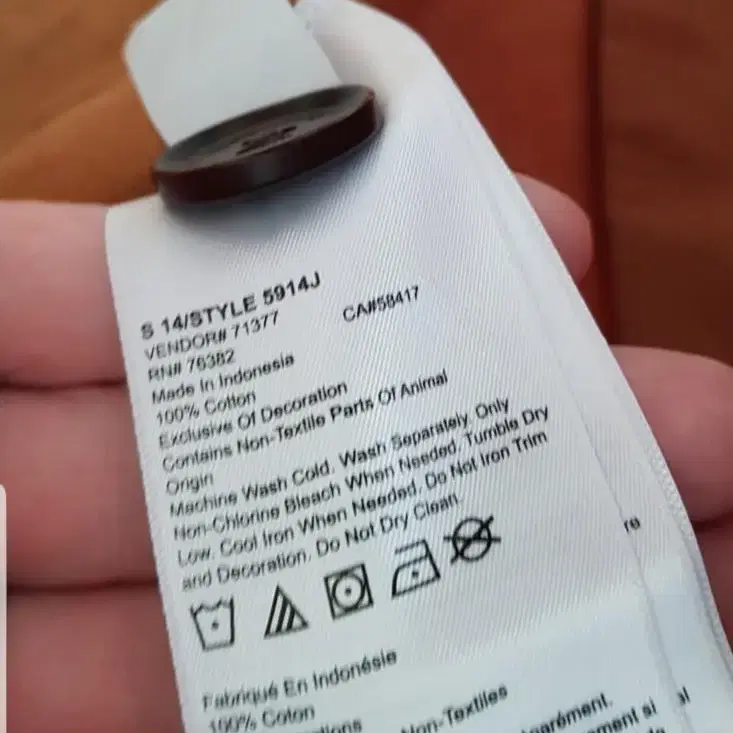 S 14/STYLE 5914J
VENDOR# 71377 CA#58417
RN# 76382
Made In Indonesia
100% Cotton
Exclusive Of Decoration
Contains Non-Textile Parts Of Animal
Origin
Machine Wash Cold. Wash Separately. Only
Non-Chlorine Bleach When Needed. Tumble Dry
Low. Cool Iron When Needed. Do Not Iron Trim
and Decoration. Do Not Dry Clean.
re
Fabriqué En Indonésie
100% Coton
Non-Textiles